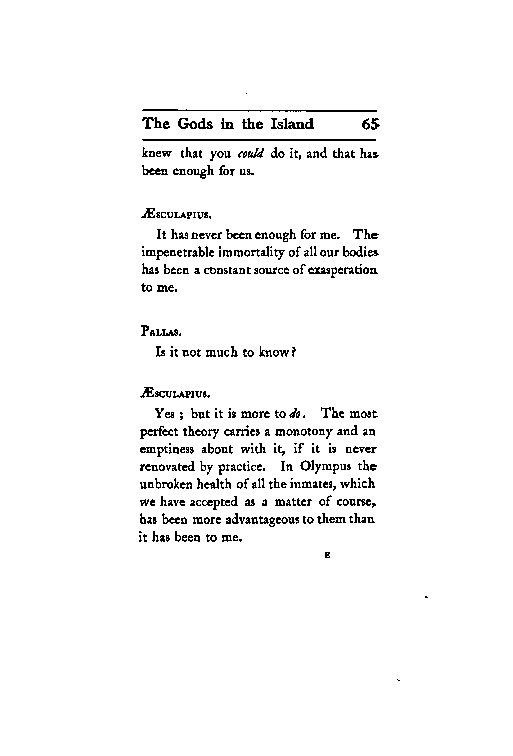 The Gods in the Island 65
knew that you could do it, and that has
been enough for us.
ÆSCULAPIUS.
It has never been enough for me. The
impenetrable immortality of all our bodies
has been a constant source of exasperation
to me.
PALLAS.
Is it not much to know?
ÆSCULAPIUS.
Yes; but it is more to do. The most
perfect theory carries a monotony and an
emptiness about with it, if it is never
renovated by practice. In Olympus the
unbroken health of all the inmates, which
we have accepted as a matter of course,
has been more advantageous to them than
it has been to me.
E